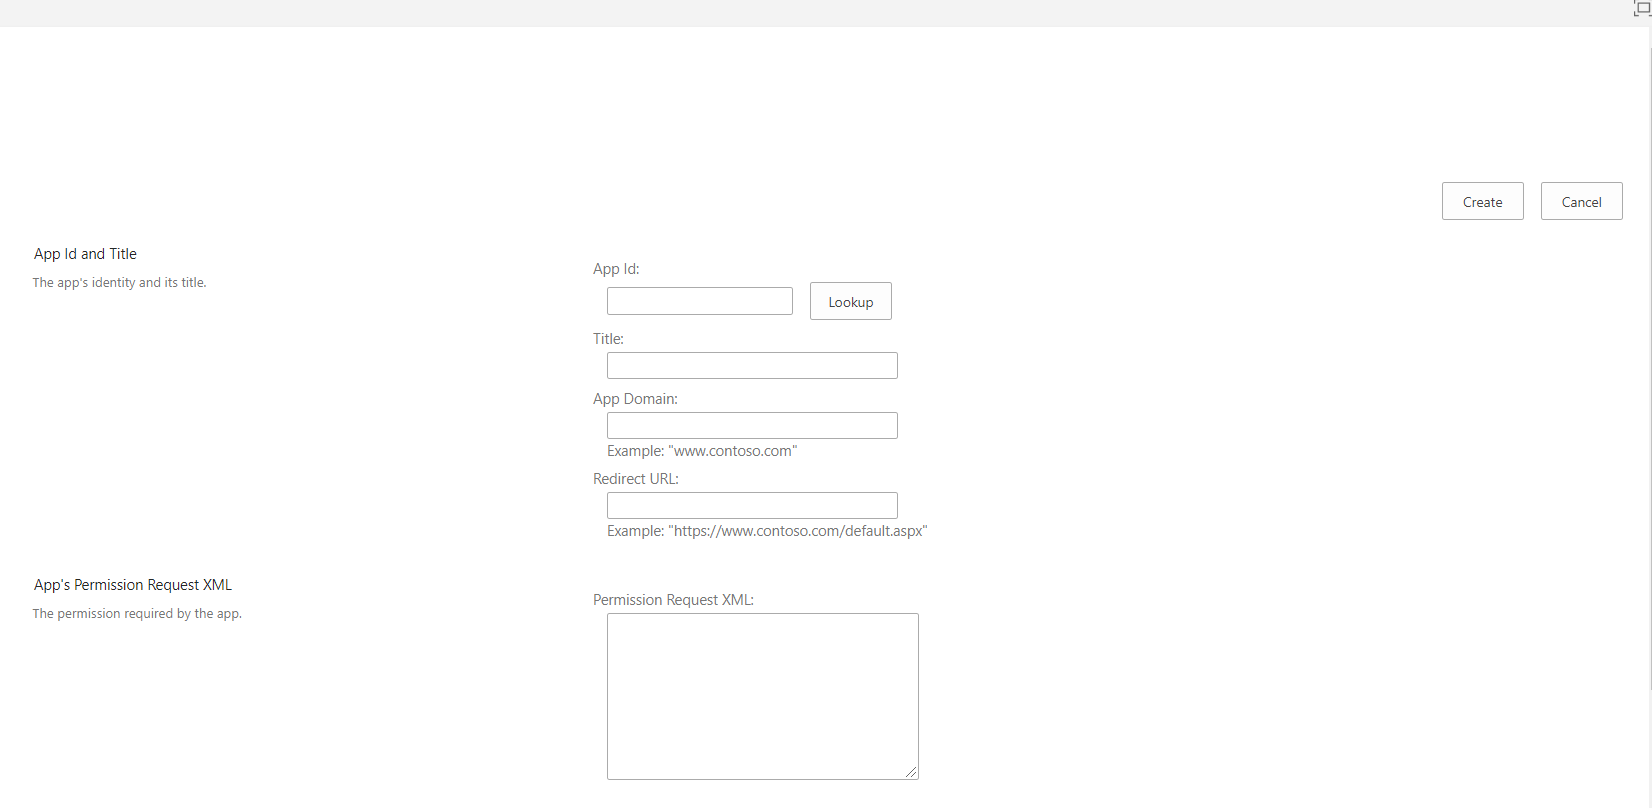 Create Cancel
App Id and Title
The app's identity and its title.
App Id:
Lookup
Title:
App Domain:
Example: "www.contoso.com"
Redirect URL:
Example: "https://www.contoso.com/default.aspx"
App's Permission Request XML
The permission required by the app.
Permission Request XML: